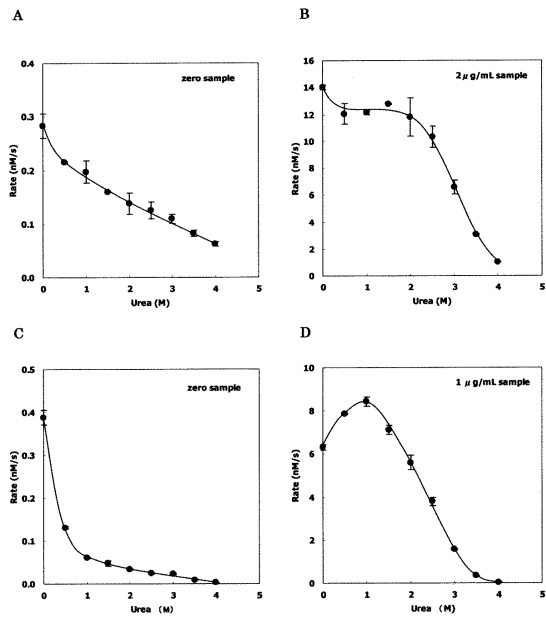 A
zero sample
Rate (nM/s)
0.4
0.3
0.2
0.1
0.0
0 1 2 3 4 5
Urea (M)
B
2 μ g/mL sample
Rate (nM/s)
16
14
12
10
8
6
4
2
0
0 1 2 3 4 5
Urea (M)
C
zero sample
Rate (nM/s)
0.5
0.4
0.3
0.2
0.1
0.0
0 1 2 3 4 5
Urea （M）
D
1 μ g/mL sample
Rate (nM/s)
10
8
6
4
2
0
0 1 2 3 4 5
Urea （M）